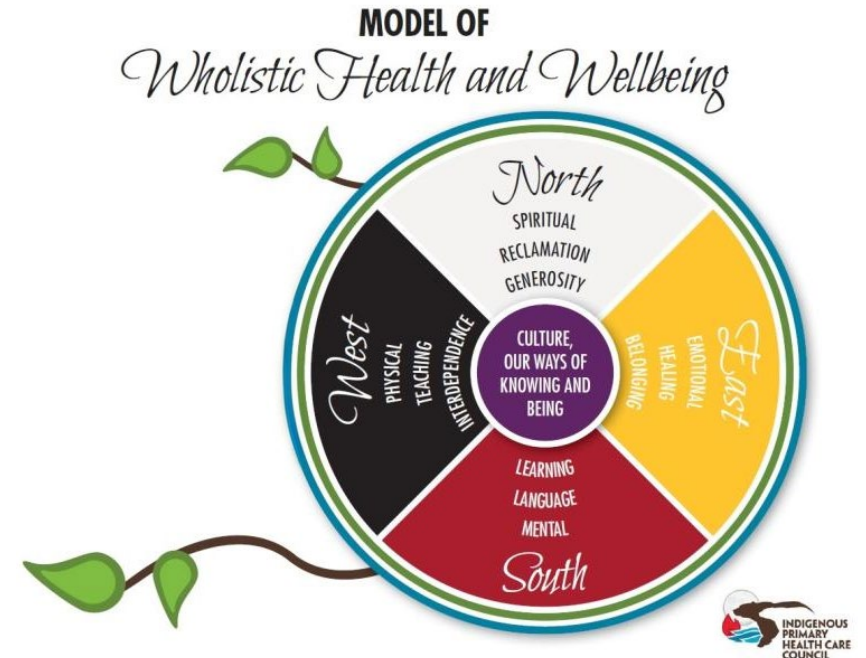 MODEL OF
Wholistic Health and Wellbeing
North
SPIRITUAL
RECLAMATION
GENEROSITY
East
EMOTIONAL
HEALING
BELONGING
LEARNING
LANGUAGE
MENTAL
South
West
PHYSICAL
TEACHING
INTERDEPENDENCE
CULTURE,
OUR WAYS OF
KNOWING AND
BEING
INDIGENOUS
PRIMARY
HEALTH CARE
COUNCIL